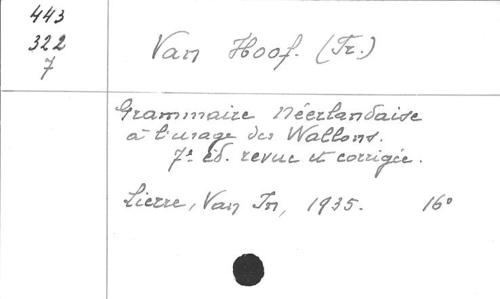 443
322
7
Van Hoof. (Fr.)
Grammaire Néerlandaise
à l'usage des Wallons.
7e éd. revue et corrigée.
Lierre, Van In, 1935. 16°